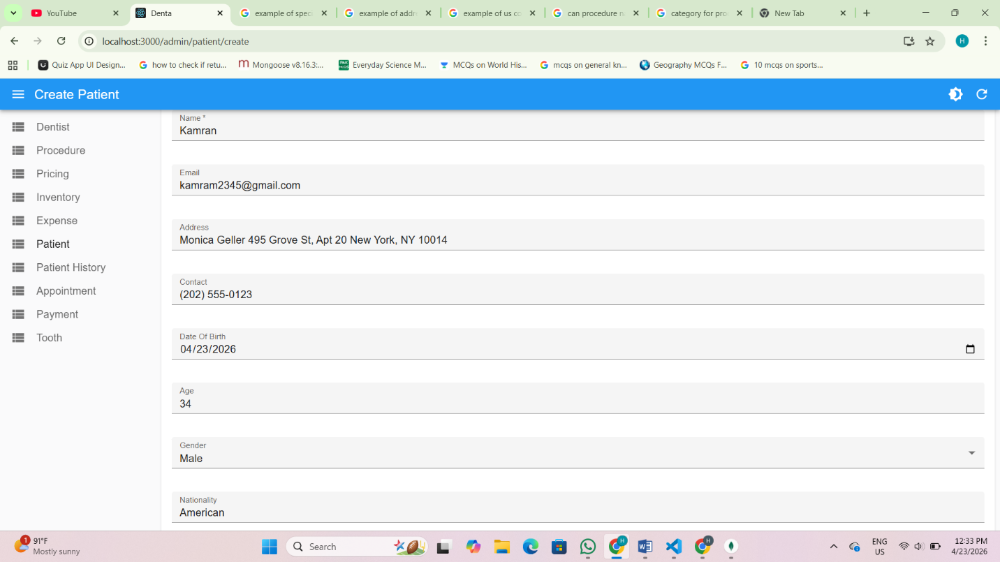 YouTube
Denta
example of spec
example of addr
example of us co
can procedure n
category for pro
New Tab
localhost:3000/admin/patient/create
H
Quiz App UI Design...
how to check if retu...
Mongoose v8.16.3:...
Everyday Science M...
MCQs on World His...
mcqs on general kn...
Geography MCQs F...
10 mcqs on sports...
Create Patient
Dentist
Procedure
Pricing
Inventory
Expense
Patient
Patient History
Appointment
Payment
Tooth
Name *
Kamran
Email
kamram2345@gmail.com
Address
Monica Geller 495 Grove St, Apt 20 New York, NY 10014
Contact
(202) 555-0123
Date Of Birth
04/23/2026
Age
34
Gender
Male
Nationality
American
1
91°F
Mostly sunny
Search
H
H
ENG
US
12:33 PM
4/23/2026